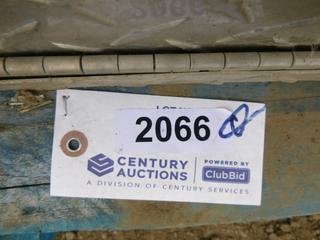 2066
CENTURY
AUCTIONS
POWERED BY
ClubBid
A DIVISION OF CENTURY SERVICES